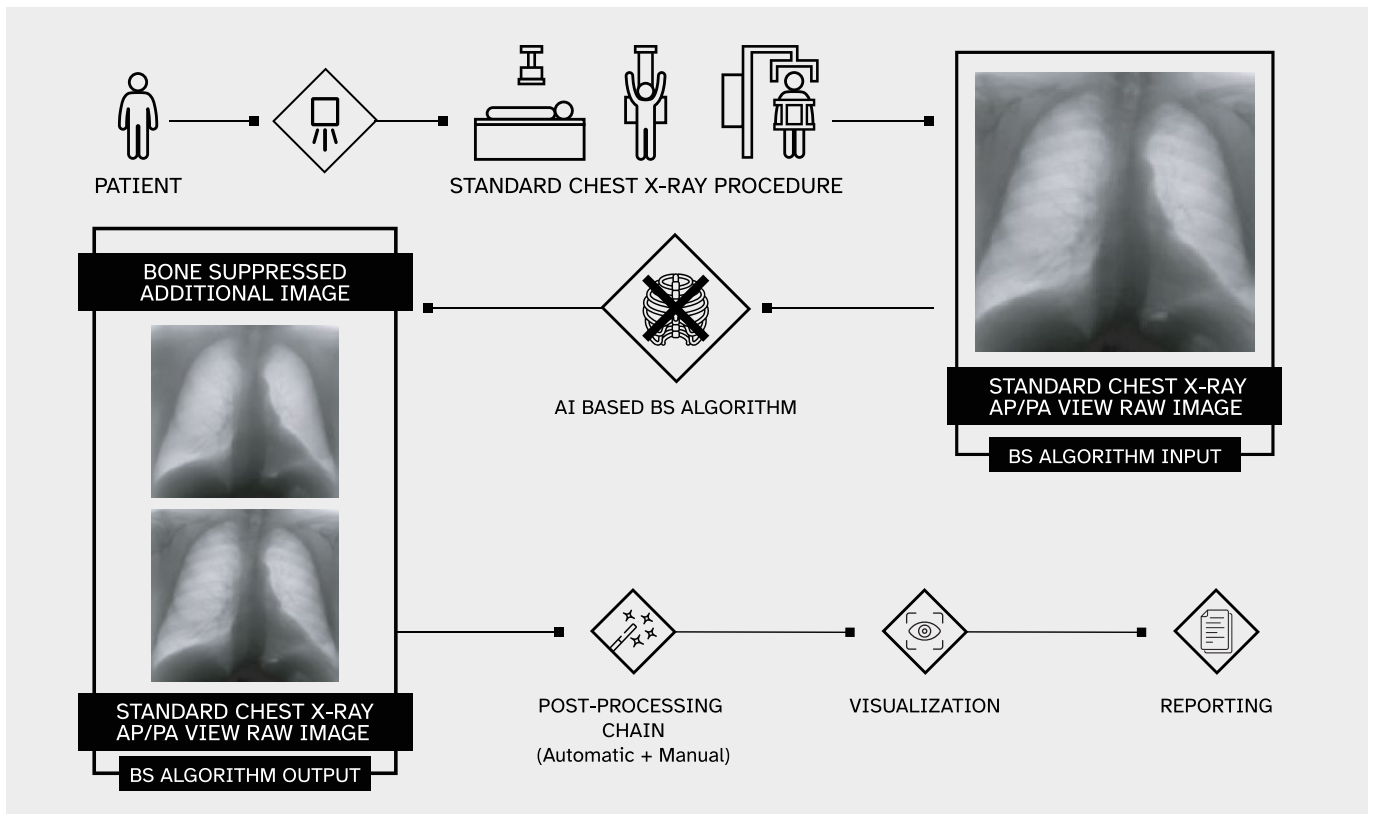 PATIENT
STANDARD CHEST X-RAY PROCEDURE
STANDARD CHEST X-RAY
AP/PA VIEW RAW IMAGE
BS ALGORITHM INPUT
AI BASED BS ALGORITHM
BONE SUPPRESSED
ADDITIONAL IMAGE
STANDARD CHEST X-RAY
AP/PA VIEW RAW IMAGE
BS ALGORITHM OUTPUT
POST-PROCESSING
CHAIN
(Automatic + Manual)
VISUALIZATION
REPORTING